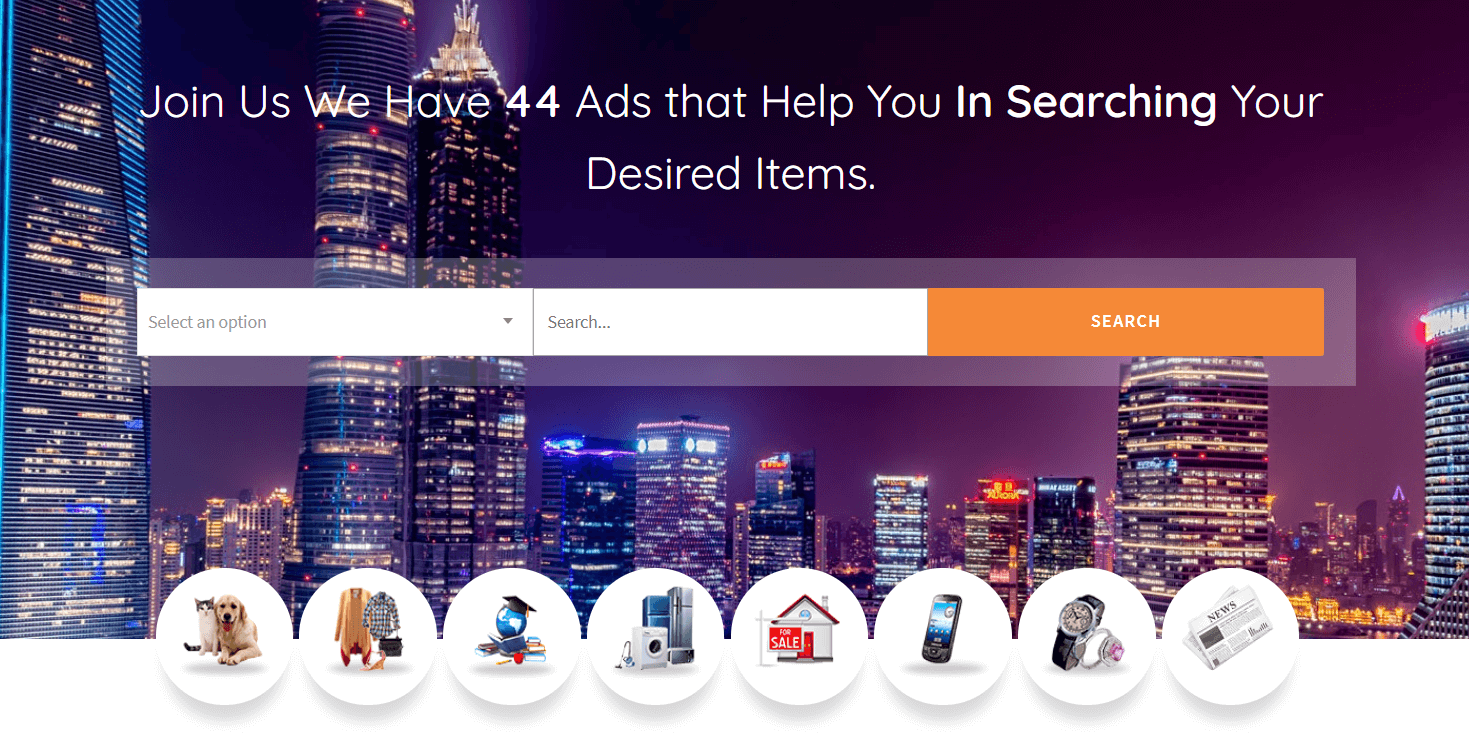 Join Us We Have 44 Ads that Help You In Searching Your
Desired Items.
Select an option
Search...
SEARCH
AURORA
FOR
SALE
NEWS